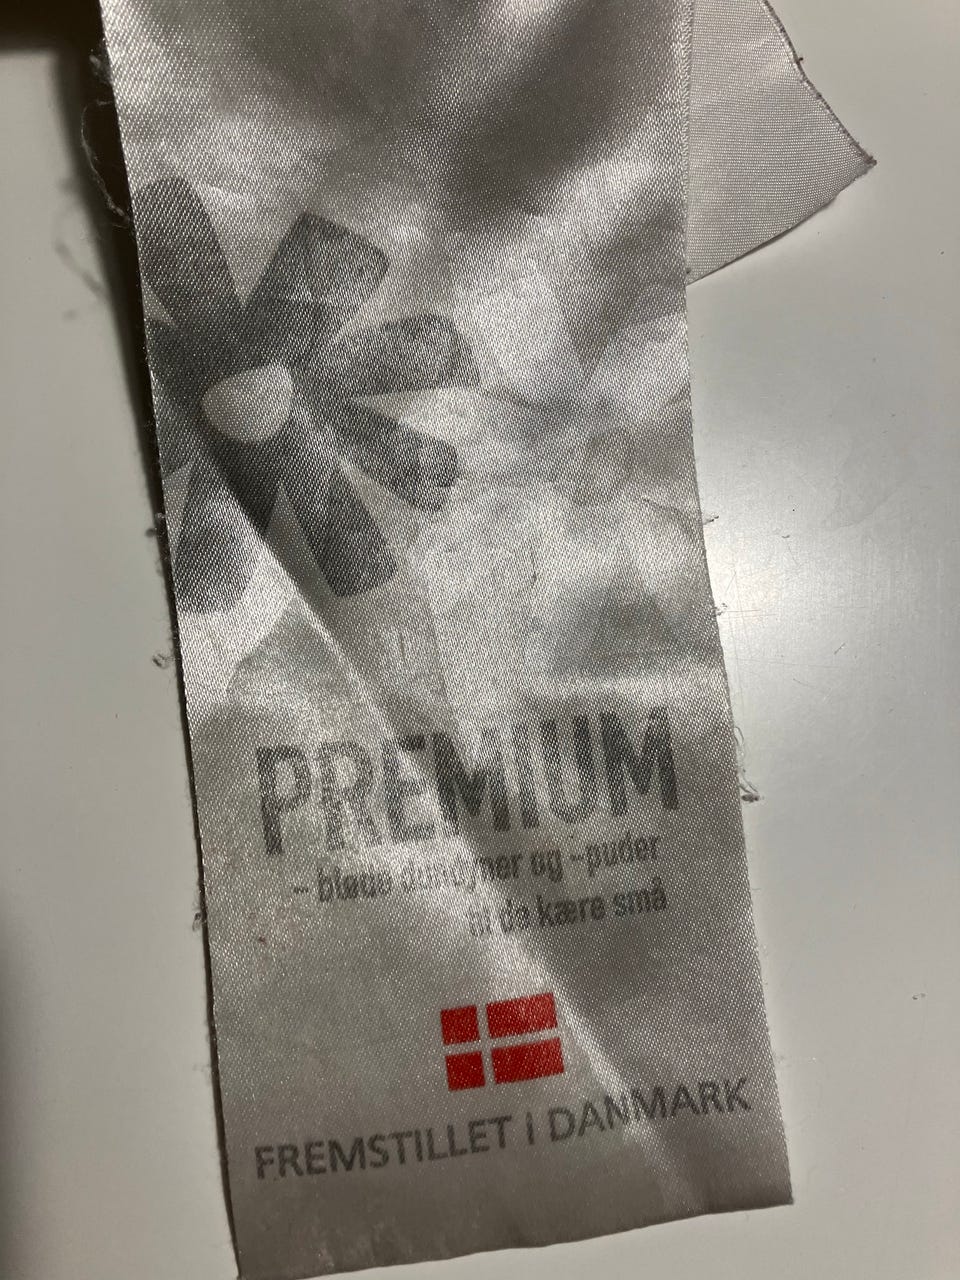 PREMIUM
– bløde dundyner og –puder
til de kære små
FREMSTILLET I DANMARK